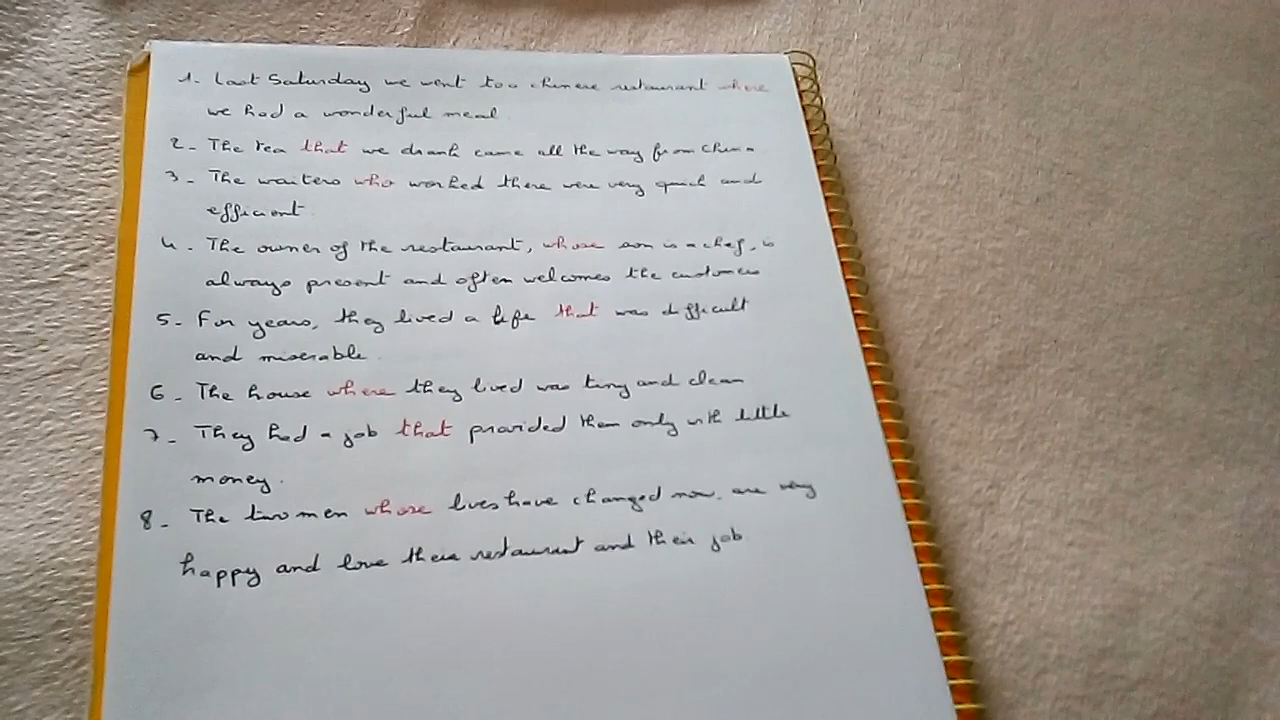 1. Last Saturday we went to a chinese restaurant where
we had a wonderful meal
2- The tea that we drank came all the way from China
3- The waiters who worked there were very quick and
efficient.
4. The owner of the restaurant, whose son is a chef, is
always present and often welcomes the customers
5- For years, they lived a life that was difficult
and miserable.
6- The house where they lived was tiny and clean
7- They had a job that provided them only with little
money.
8- The two men whose lives have changed now, are very
happy and love their restaurant and their job